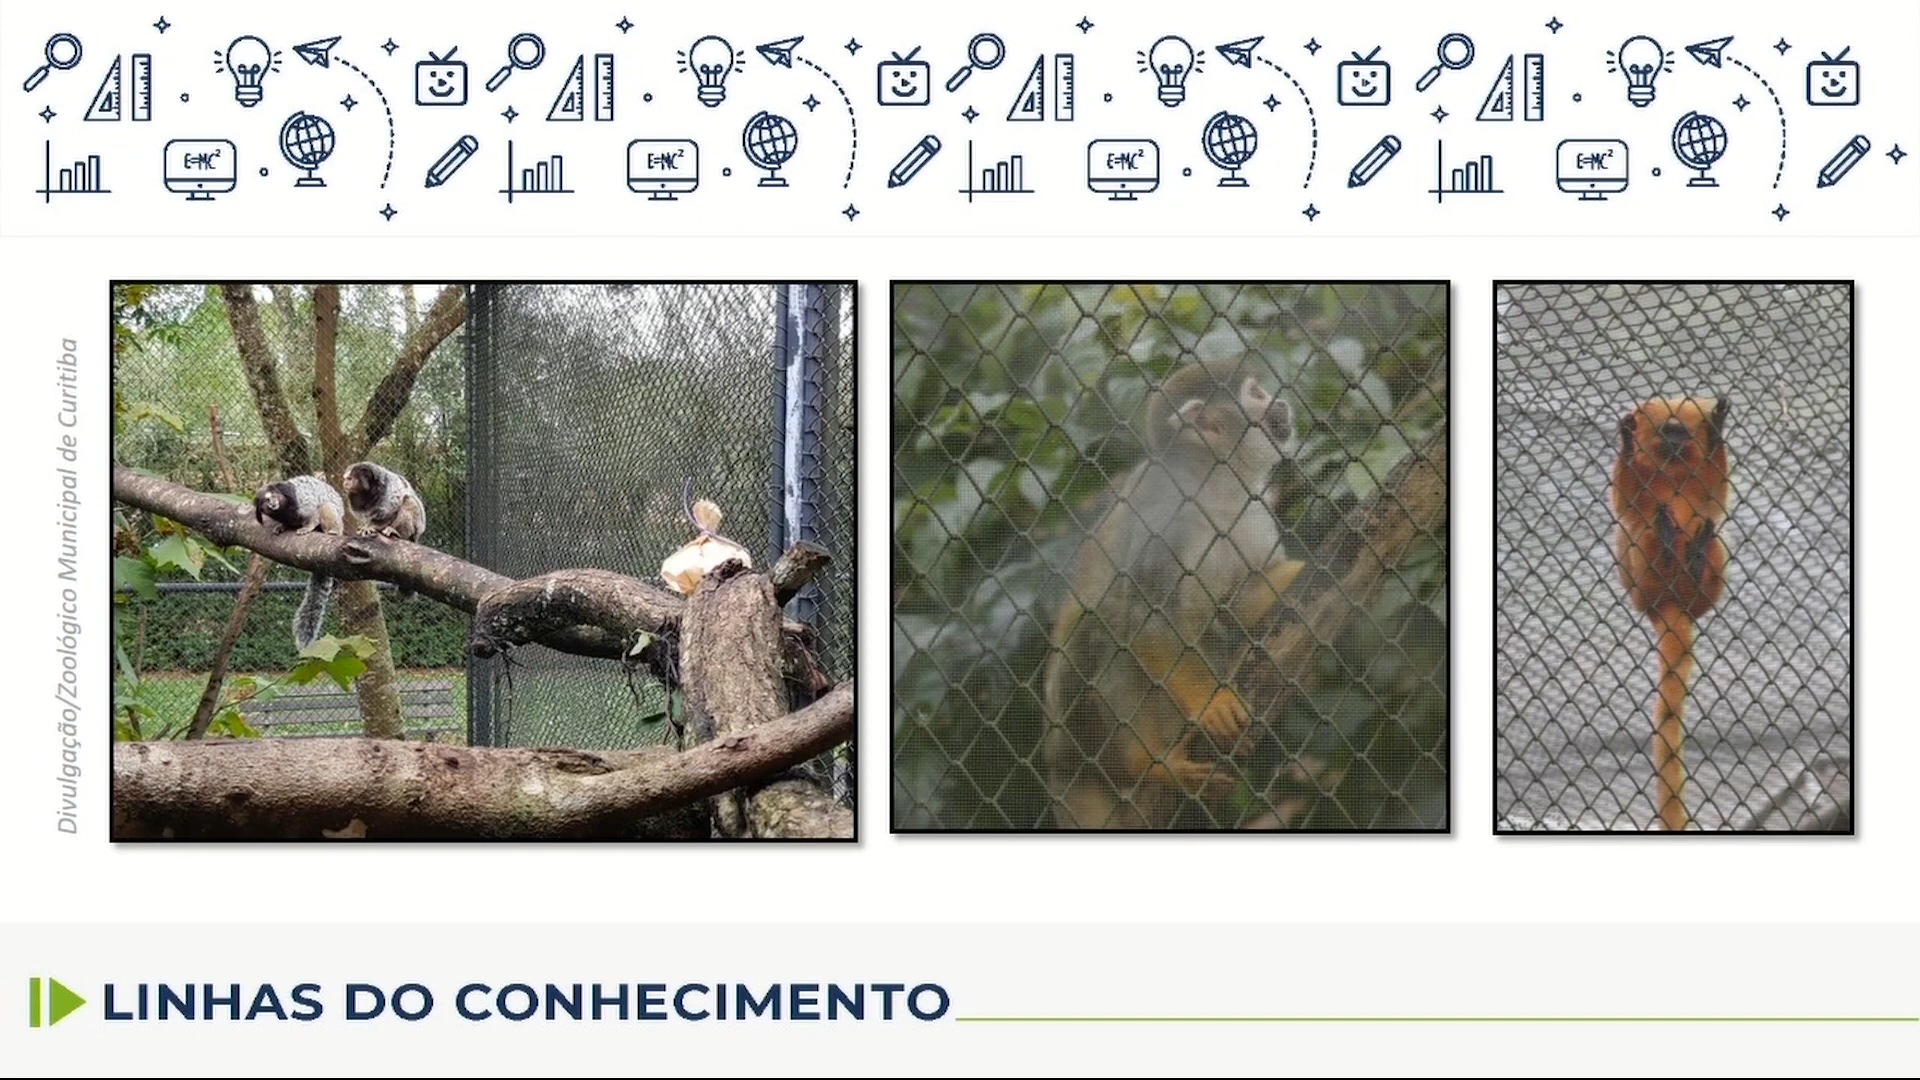 E=MC²
E=MC²
E=MC²
E=MC²
Divulgação/Zoológico Municipal de Curitiba
LINHAS DO CONHECIMENTO